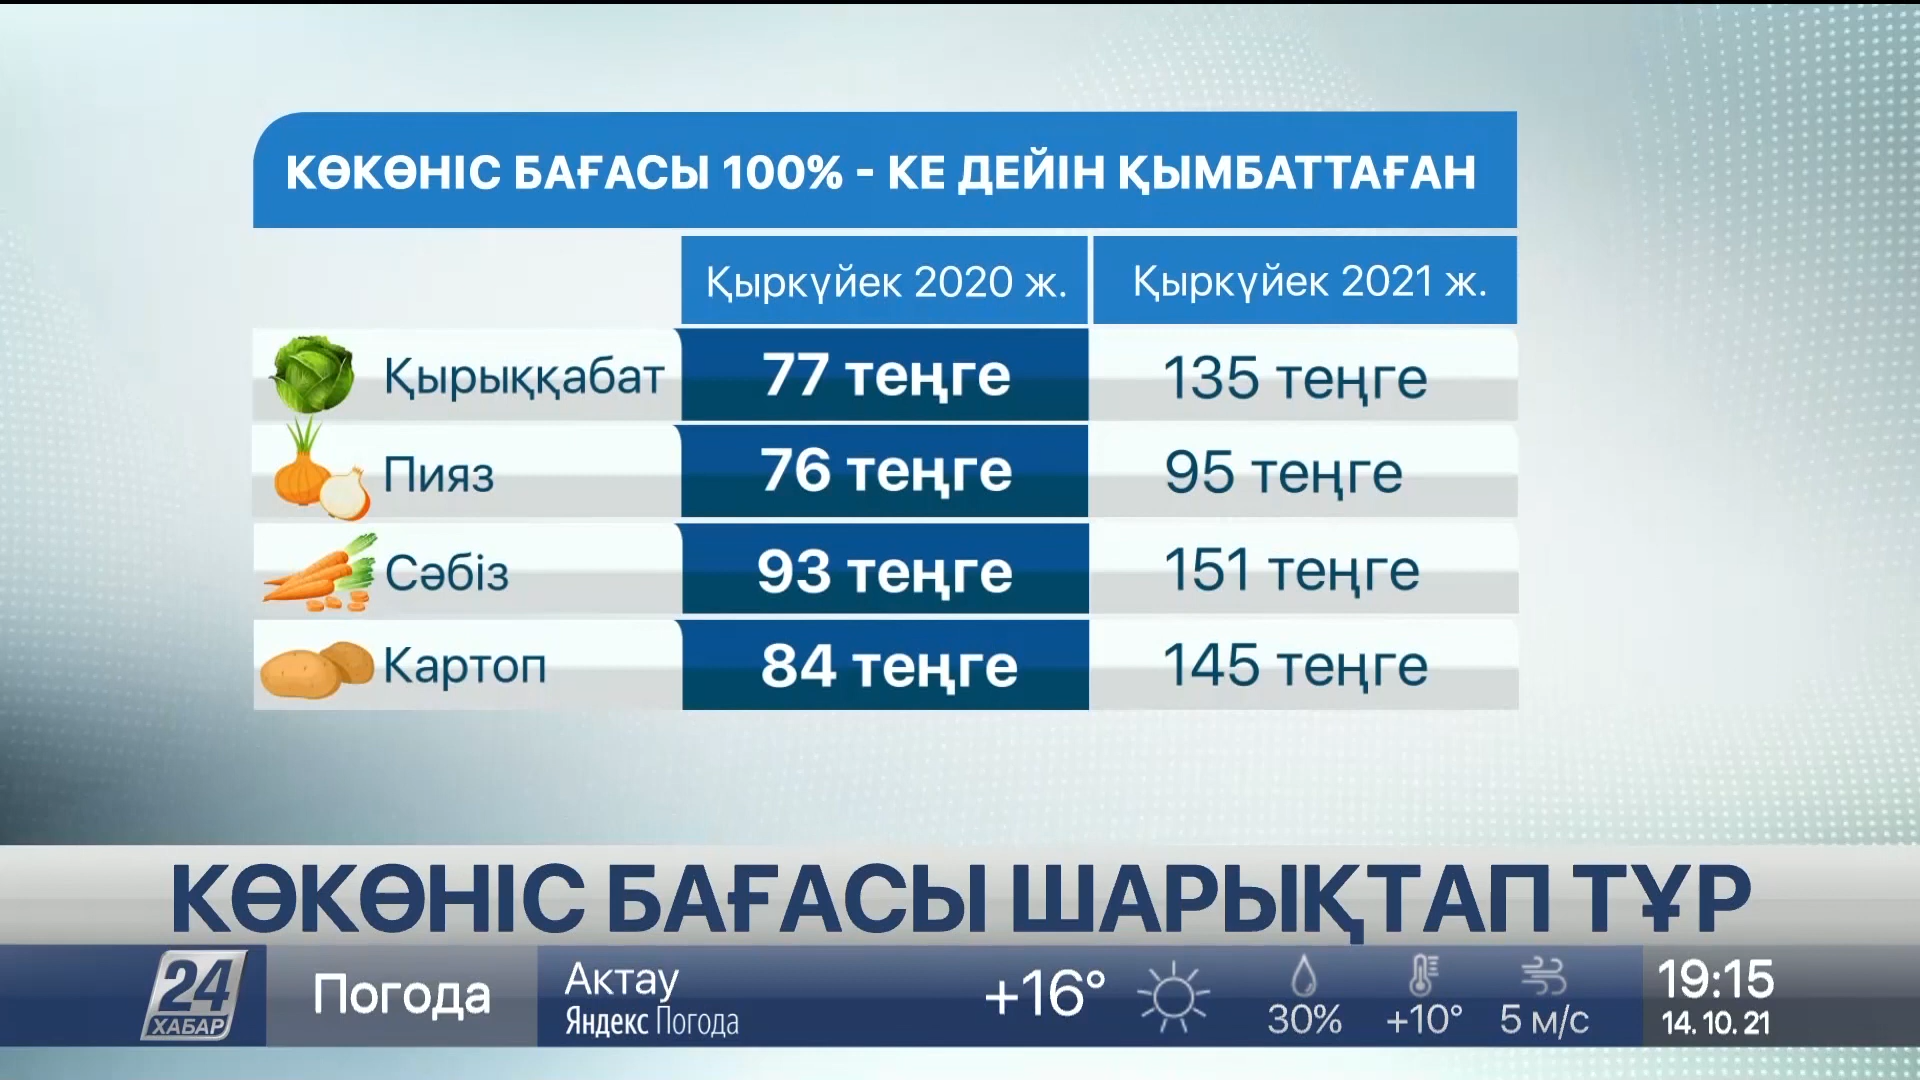 КӨКӨНІС БАҒАСЫ 100% - КЕ ДЕЙІН ҚЫМБАТТАҒАН
Қыркүйек 2020 ж. Қыркүйек 2021 ж.
Қырыққабат 77 теңге 135 теңге
Пияз 76 теңге 95 теңге
Сәбіз 93 теңге 151 теңге
Картоп 84 теңге 145 теңге
КӨКӨНІС БАҒАСЫ ШАРЫҚТАП ТҰР
24
ХАБАР
Погода
Актау
Яндекс Погода
+16°
30% +10° 5 м/с
19:15
14. 10. 21